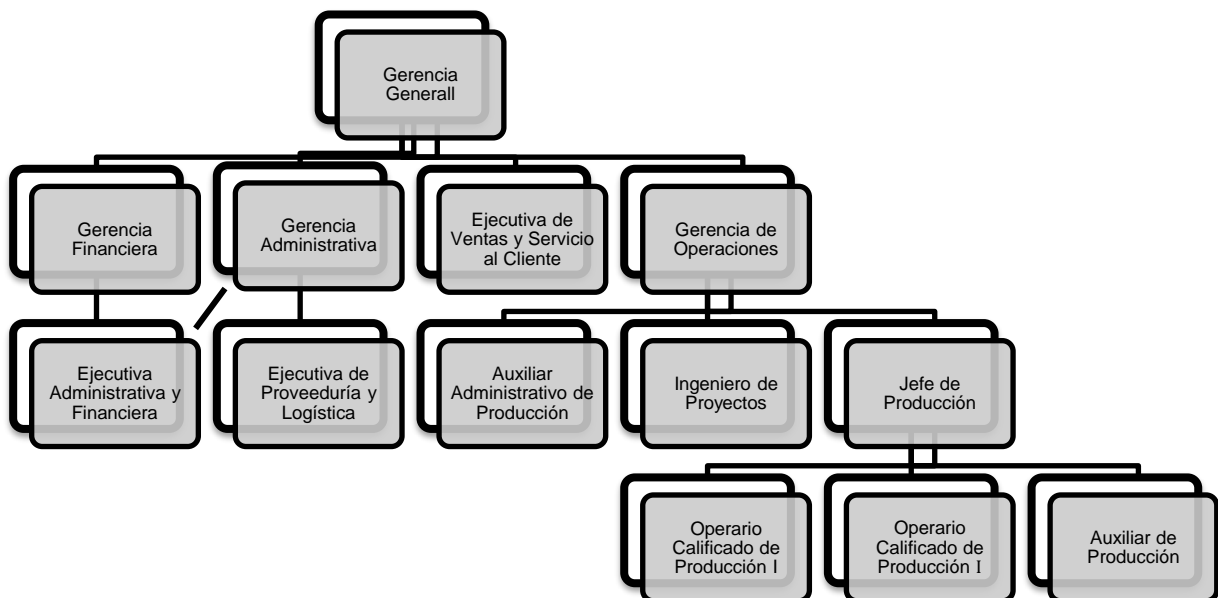 Gerencia
Generall
Gerencia
Financiera
Gerencia
Administrativa
Ejecutiva de
Ventas y Servicio
al Cliente
Gerencia de
Operaciones
Ejecutiva
Administrativa y
Financiera
Ejecutiva de
Proveeduría y
Logística
Auxiliar
Administrativo de
Producción
Ingeniero de
Proyectos
Jefe de
Producción
Operario
Calificado de
Producción I
Operario
Calificado de
Producción I
Auxiliar de
Producción